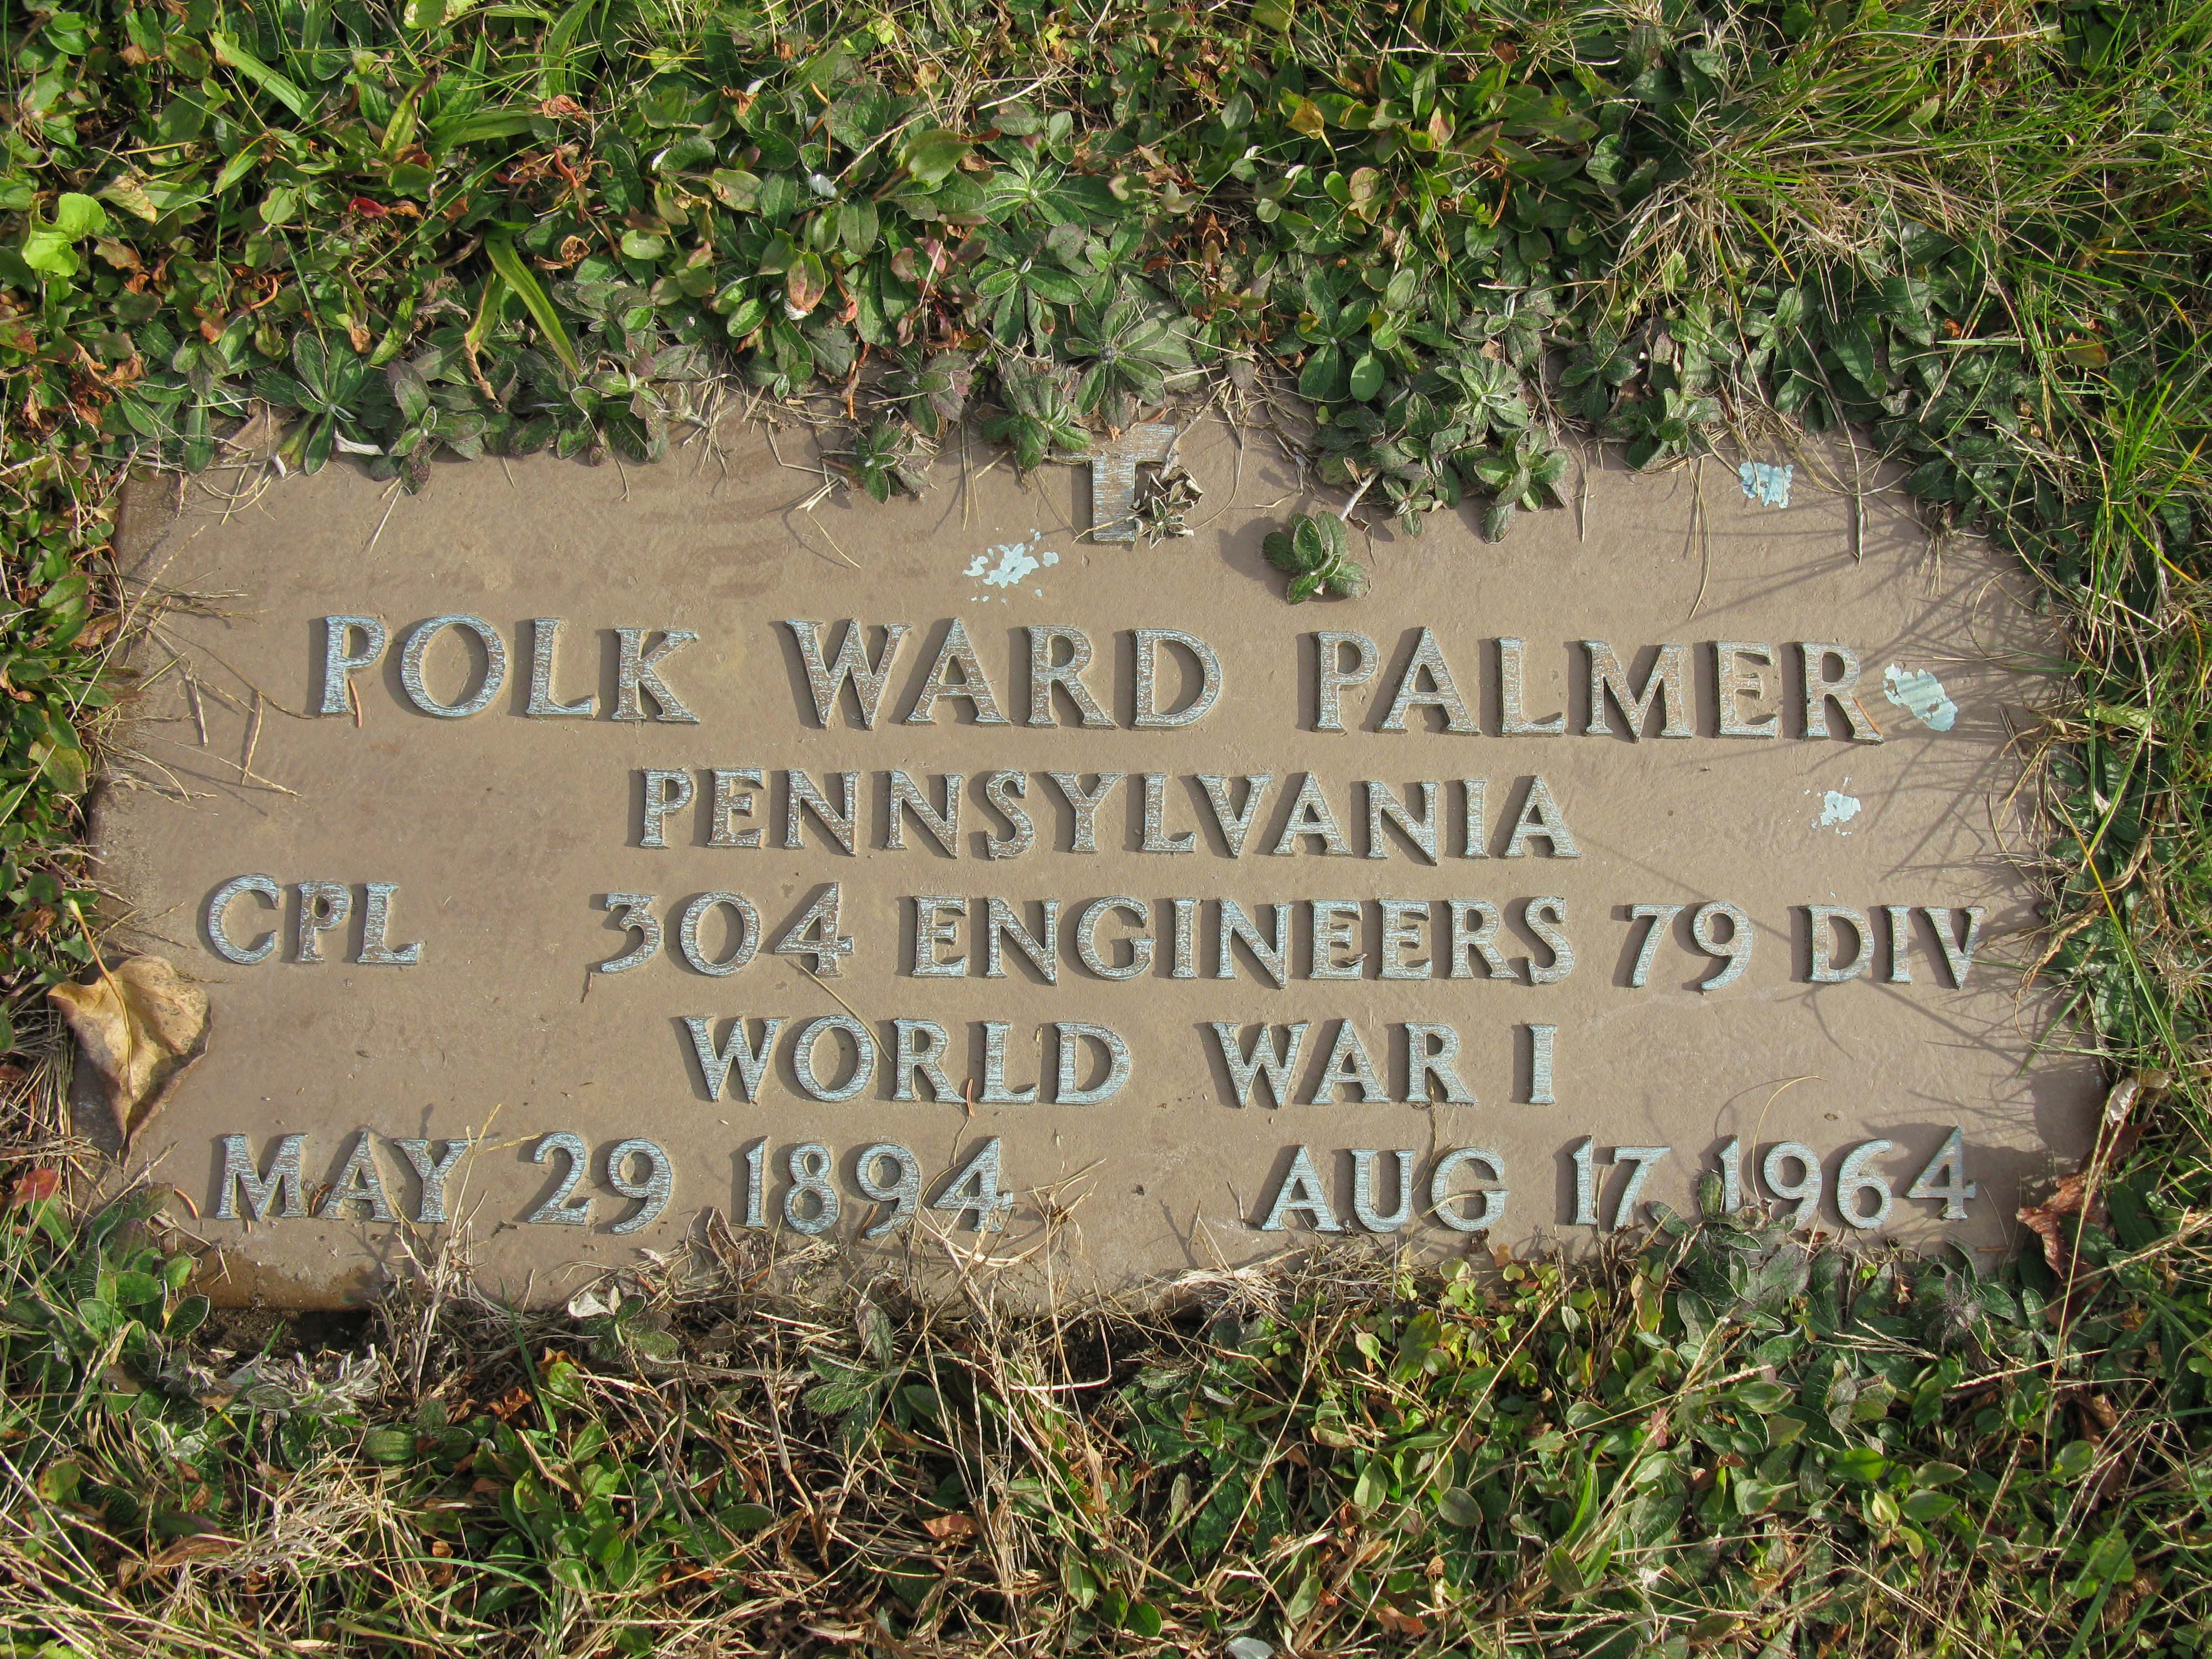 POLK WARD PALMER
PENNSYLVANIA
CPL 304 ENGINEERS 79 DIV
WORLD WAR I
MAY 29 1894 AUG 17 1964